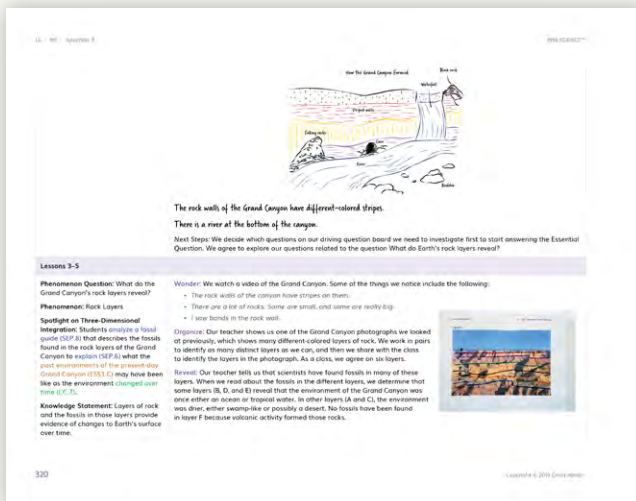 How the Grand Canyon Formed
Black rock
Waterfall
Striped walls
Falling rocks
Cave
River
Boulder
The rock walls of the Grand Canyon have different-colored stripes.
There is a river at the bottom of the canyon.
Next Steps: We decide which questions on our driving question board we need to investigate first to start answering the Essential
Question. We agree to explore our questions related to the question What do Earth's rock layers reveal?
Lessons 3–5
Phenomenon Question: What do the
Grand Canyon's rock layers reveal?
Phenomenon: Rock Layers
Spotlight on Three-Dimensional
Integration: Students analyze a fossil
guide (SEP.8) that describes the fossils
found in the rock layers of the Grand
Canyon to explain (SEP.6) what the
past environments of the present-day
Grand Canyon (ESS1.C) may have been
like as the environment changed over
time (CC.7).
Knowledge Statement: Layers of rock
and the fossils in those layers provide
evidence of changes to Earth's surface
over time.
Wonder: We watch a video of the Grand Canyon. Some of the things we notice include the following:
• The rock walls of the canyon have stripes on them.
• There are a lot of rocks. Some are small, and some are really big.
• I saw bands in the rock wall.
Organize: Our teacher shows us one of the Grand Canyon photographs we looked
at previously, which shows many different-colored layers of rock. We work in pairs
to identify as many distinct layers as we can, and then we share with the class
to identify the layers in the photograph. As a class, we agree on six layers.
Reveal: Our teacher tell us that scientists have found fossils in many of these
layers. When we read about the fossils in the different layers, we determine that
some layers (B, D, and E) reveal that the environment of the Grand Canyon was
once either an ocean or tropical water. In other layers (A and C), the environment
was drier, either swamp-like or possibly a desert. No fossils have been found
in layer F because volcanic activity formed those rocks.
320